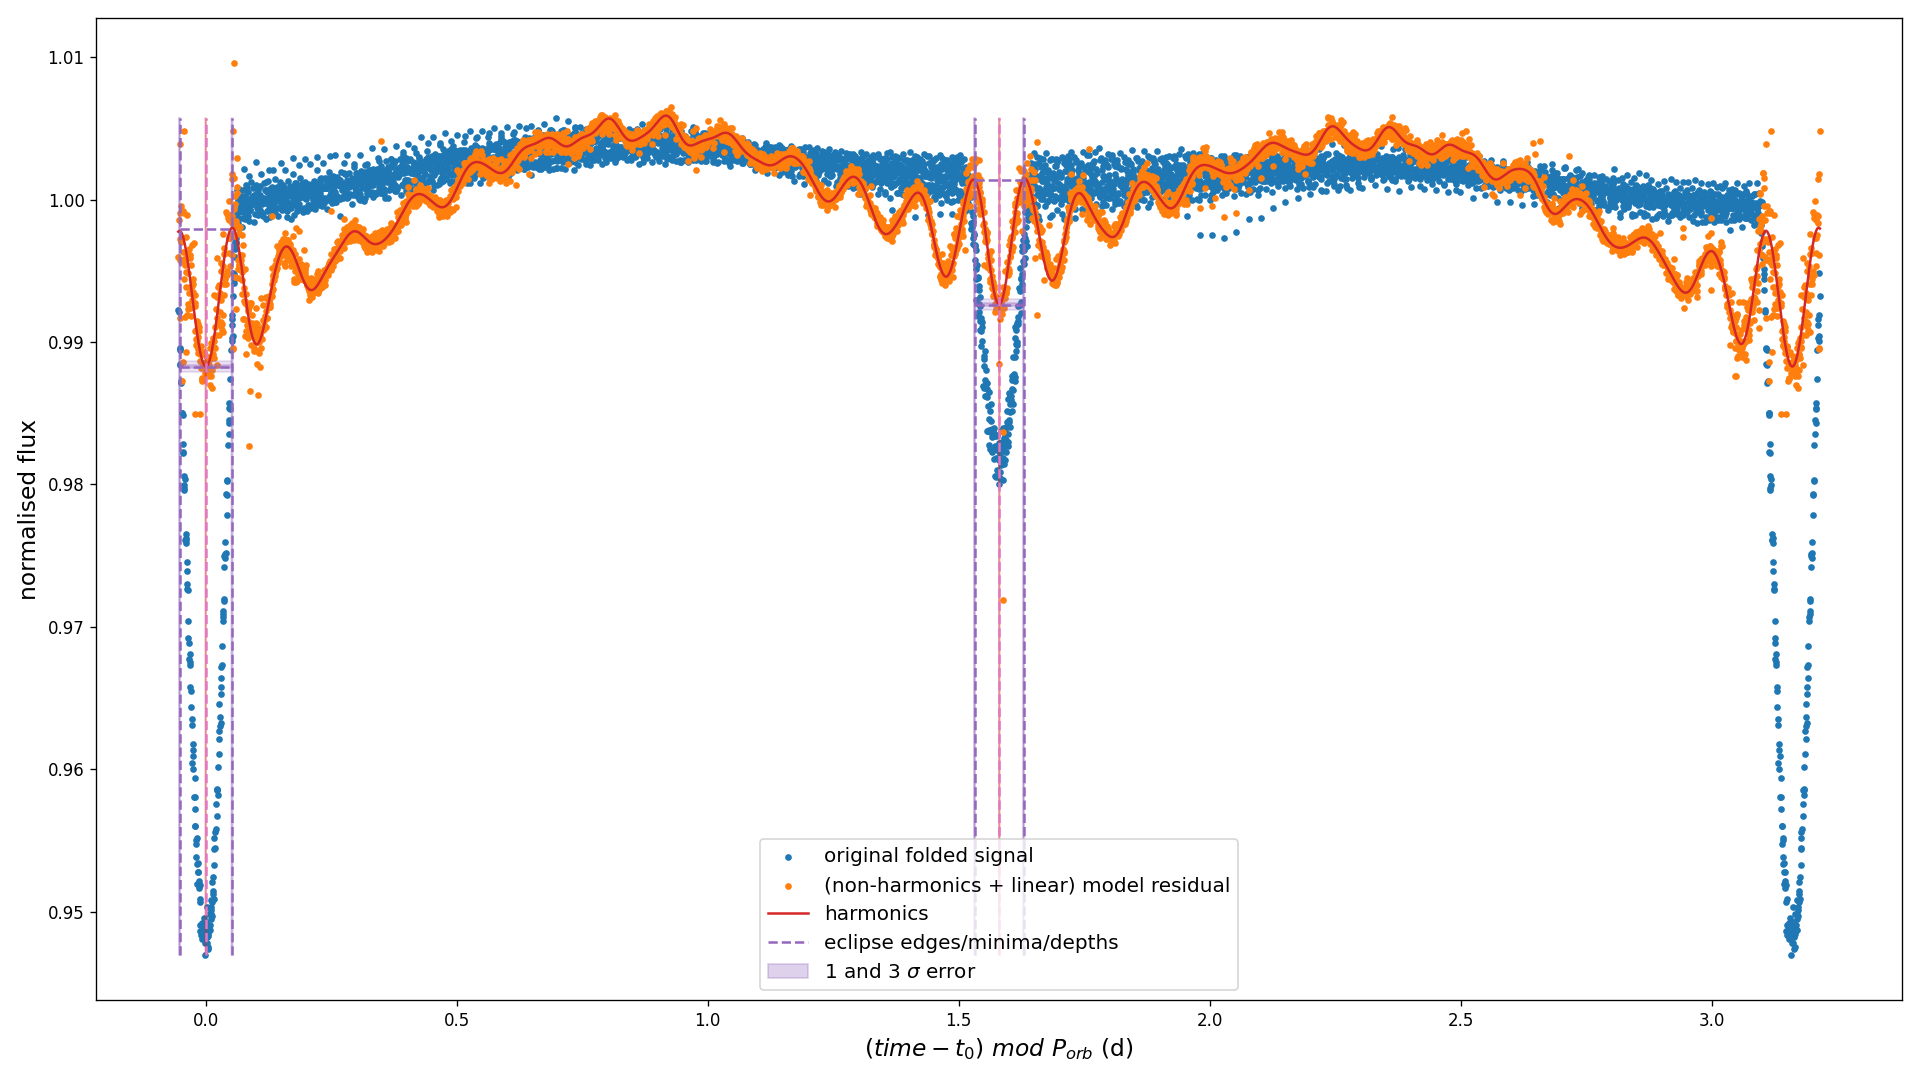 1.01
1.00
0.99
0.98
0.97
0.96
0.95
normalised flux
original folded signal
(non-harmonics + linear) model residual
harmonics
eclipse edges/minima/depths
1 and 3 σ error
0.0 0.5 1.0 1.5 2.0 2.5 3.0
(time − t₀) mod P_orb (d)